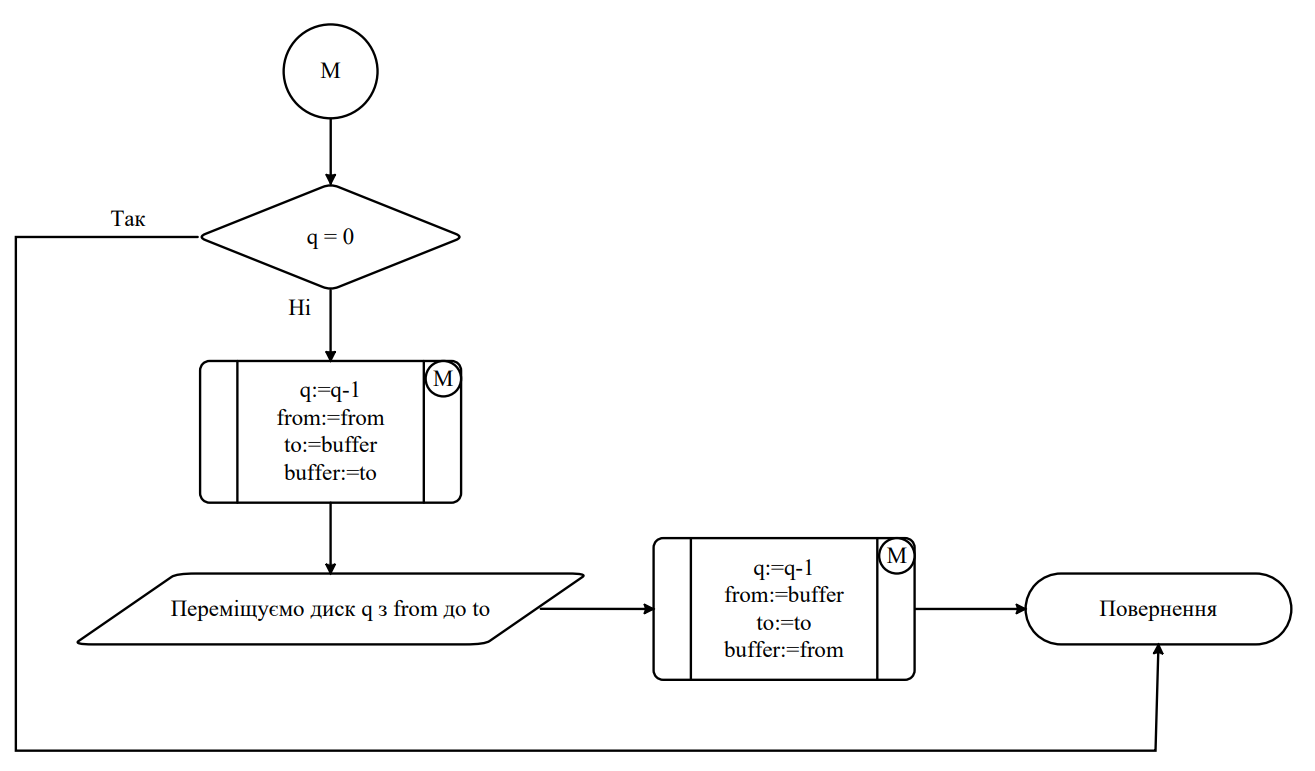 M
Так
q = 0
Ні
M
q:=q-1
from:=from
to:=buffer
buffer:=to
Переміщуємо диск q з from до to
M
q:=q-1
from:=buffer
to:=to
buffer:=from
Повернення